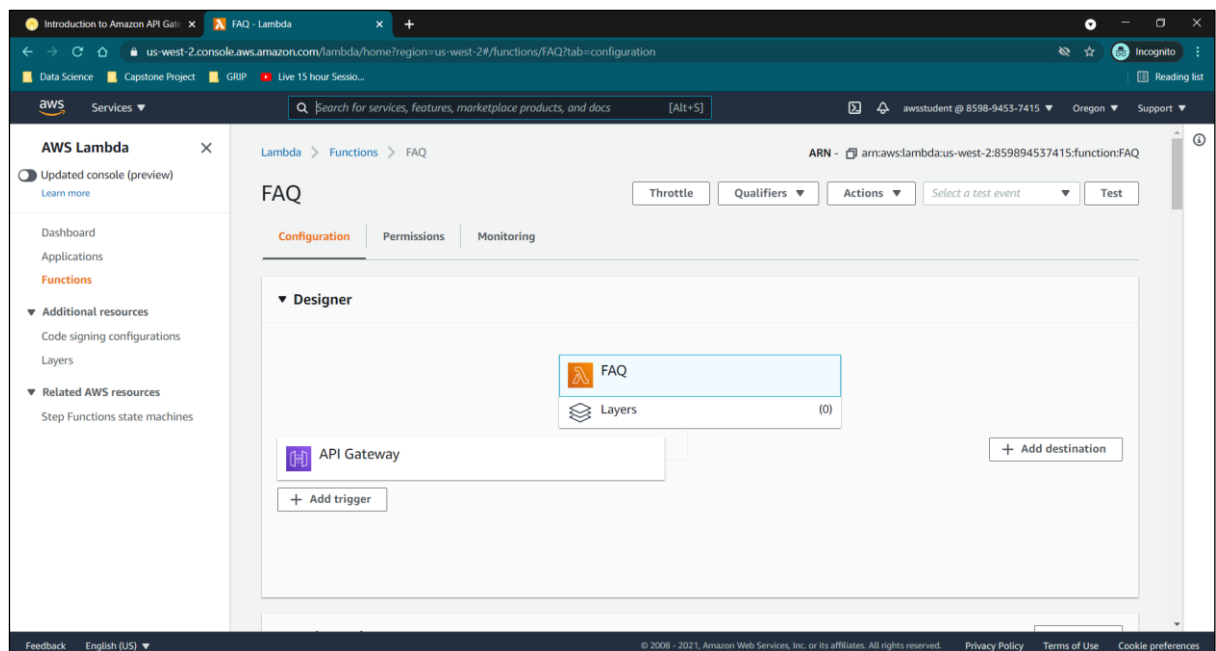 Introduction to Amazon API Gate
FAQ - Lambda
us-west-2.console.aws.amazon.com/lambda/home?region=us-west-2#/functions/FAQ?tab=configuration
Incognito
Data Science
Capstone Project
GRIP
Live 15 hour Sessio...
Reading list
aws
Services
Search for services, features, marketplace products, and docs
[Alt+S]
awsstudent @ 8598-9453-7415
Oregon
Support
AWS Lambda
Updated console (preview)
Learn more
Dashboard
Applications
Functions
Additional resources
Code signing configurations
Layers
Related AWS resources
Step Functions state machines
Lambda > Functions > FAQ
ARN - arn:aws:lambda:us-west-2:859894537415:function:FAQ
FAQ
Throttle
Qualifiers
Actions
Select a test event
Test
Configuration
Permissions
Monitoring
Designer
FAQ
Layers
(0)
API Gateway
+ Add destination
+ Add trigger
Feedback
English (US)
© 2008 - 2021, Amazon Web Services, Inc. or its affiliates. All rights reserved.
Privacy Policy
Terms of Use
Cookie preferences